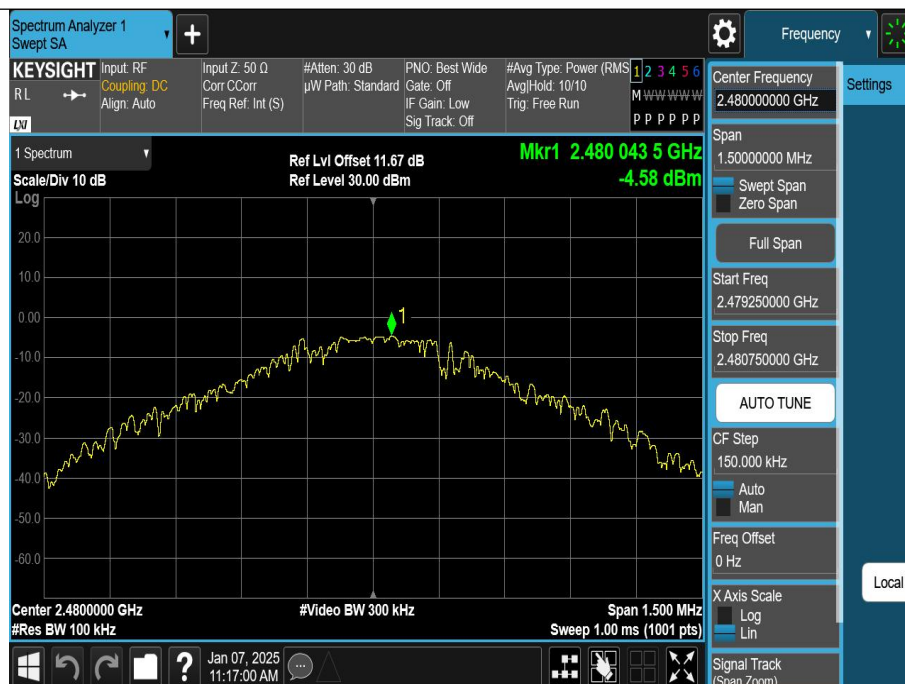 Spectrum Analyzer 1
Swept SA
+
Frequency
KEYSIGHT
RL
LXI
Input: RF
Coupling: DC
Align: Auto
Input Z: 50 Ω
Corr CCorr
Freq Ref: Int (S)
#Atten: 30 dB
µW Path: Standard
PNO: Best Wide
Gate: Off
IF Gain: Low
Sig Track: Off
#Avg Type: Power (RMS
Avg|Hold: 10/10
Trig: Free Run
1 2 3 4 5 6
M W W W W W
P P P P P P
1 Spectrum
Scale/Div 10 dB
Log
Ref Lvl Offset 11.67 dB
Ref Level 30.00 dBm
Mkr1 2.480 043 5 GHz
-4.58 dBm
20.0
10.0
0.00
-10.0
-20.0
-30.0
-40.0
-50.0
-60.0
1
Center 2.4800000 GHz
#Res BW 100 kHz
#Video BW 300 kHz
Span 1.500 MHz
Sweep 1.00 ms (1001 pts)
?
Jan 07, 2025
11:17:00 AM
Center Frequency
2.480000000 GHz
Settings
Span
1.50000000 MHz
Swept Span
Zero Span
Full Span
Start Freq
2.479250000 GHz
Stop Freq
2.480750000 GHz
AUTO TUNE
CF Step
150.000 kHz
Auto
Man
Freq Offset
0 Hz
Local
X Axis Scale
Log
Lin
Signal Track
(Span Zoom)